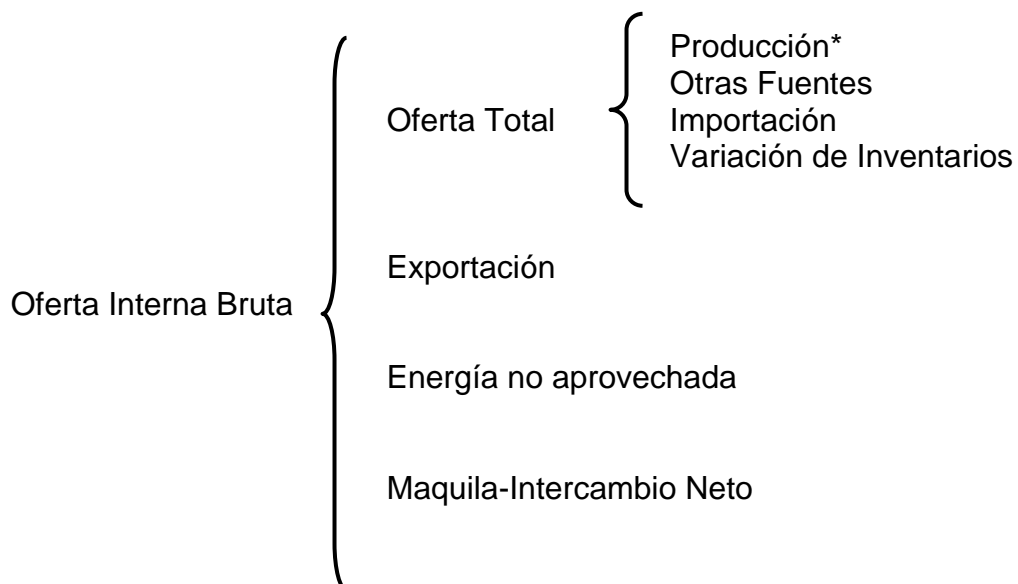 Oferta Interna Bruta
Oferta Total
Producción*
Otras Fuentes
Importación
Variación de Inventarios
Exportación
Energía no aprovechada
Maquila-Intercambio Neto